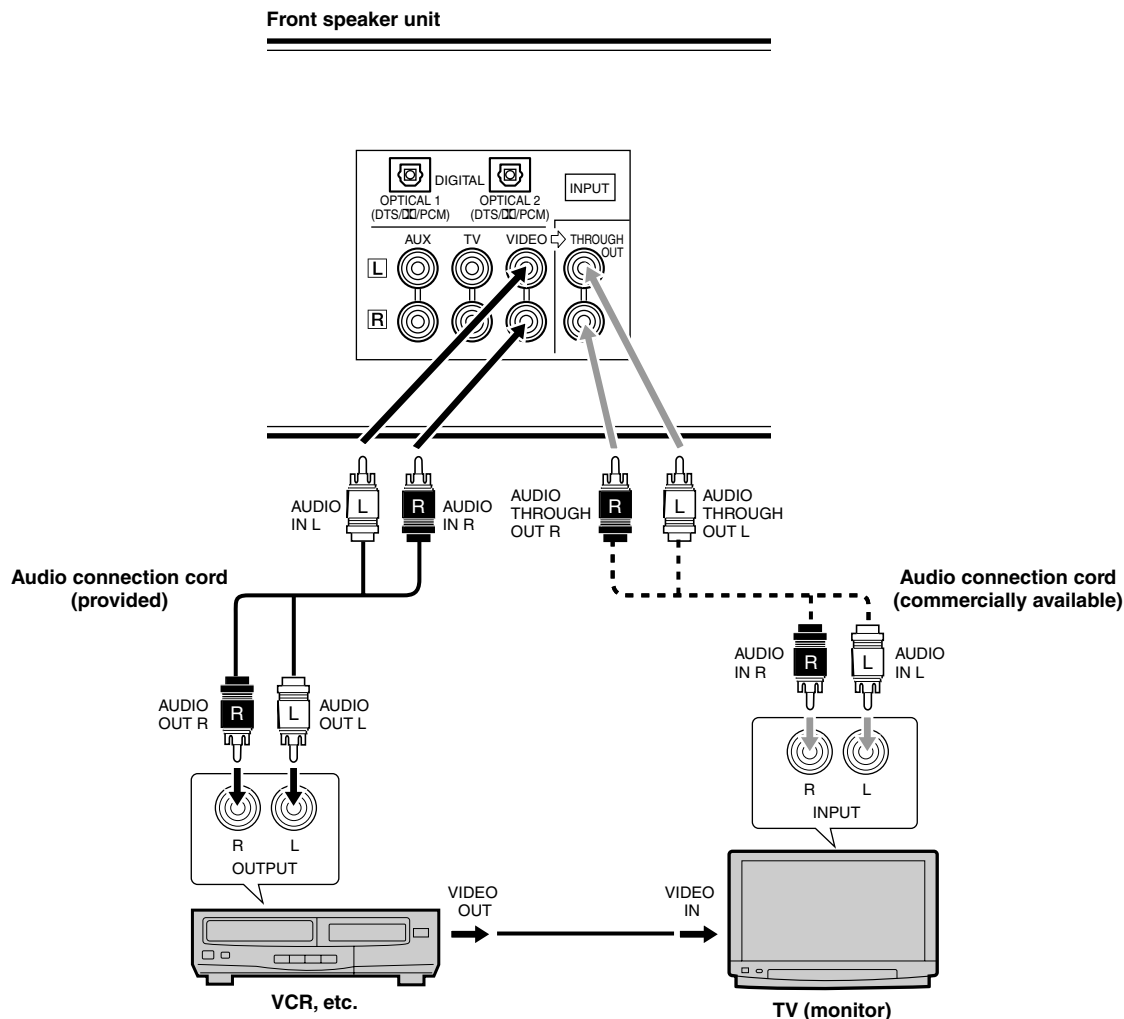 Front speaker unit
DIGITAL
OPTICAL 1
(DTS/DD/PCM)
OPTICAL 2
(DTS/DD/PCM)
INPUT
AUX
TV
VIDEO
THROUGH
OUT
L
R
AUDIO
IN L
L
R
AUDIO
IN R
AUDIO
THROUGH
OUT R
R
L
AUDIO
THROUGH
OUT L
Audio connection cord
(provided)
Audio connection cord
(commercially available)
AUDIO
OUT R
R
L
AUDIO
OUT L
AUDIO
IN R
R
L
AUDIO
IN L
R
L
OUTPUT
R
L
INPUT
VIDEO
OUT
VIDEO
IN
VCR, etc.
TV (monitor)